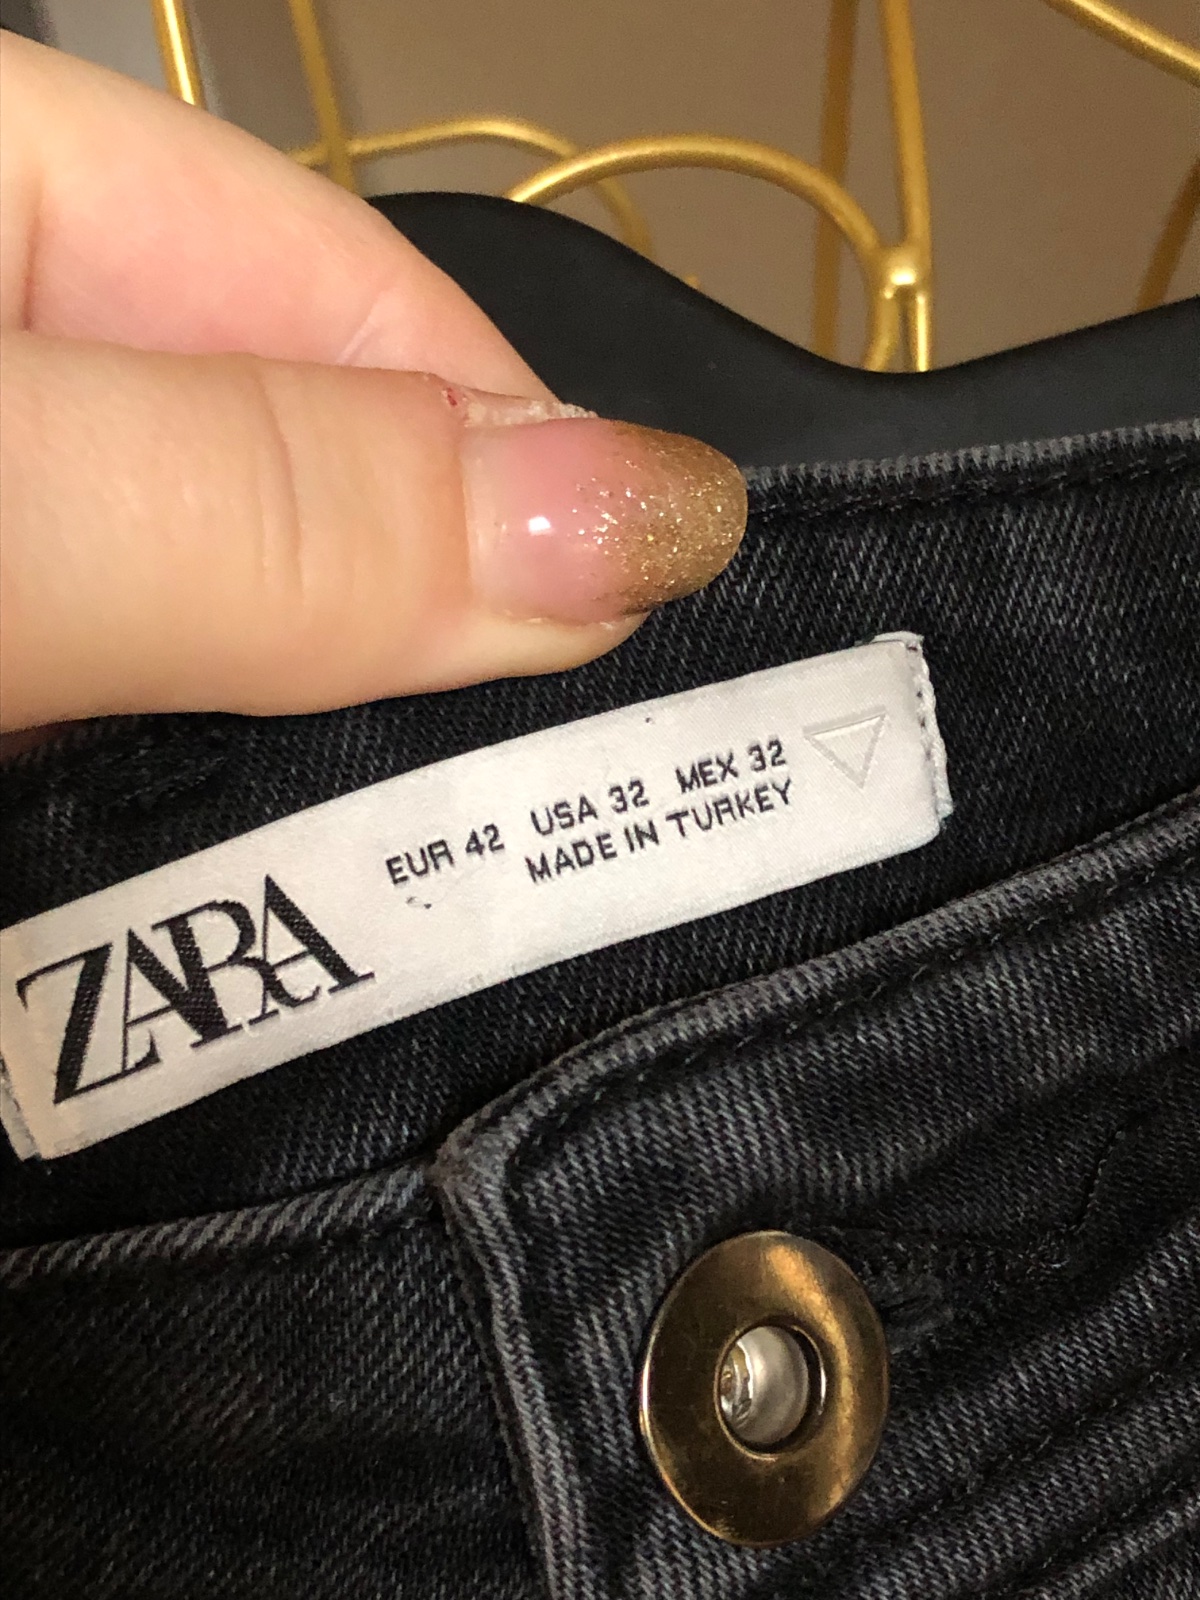 ZARA
EUR 42 USA 32 MEX 32
MADE IN TURKEY